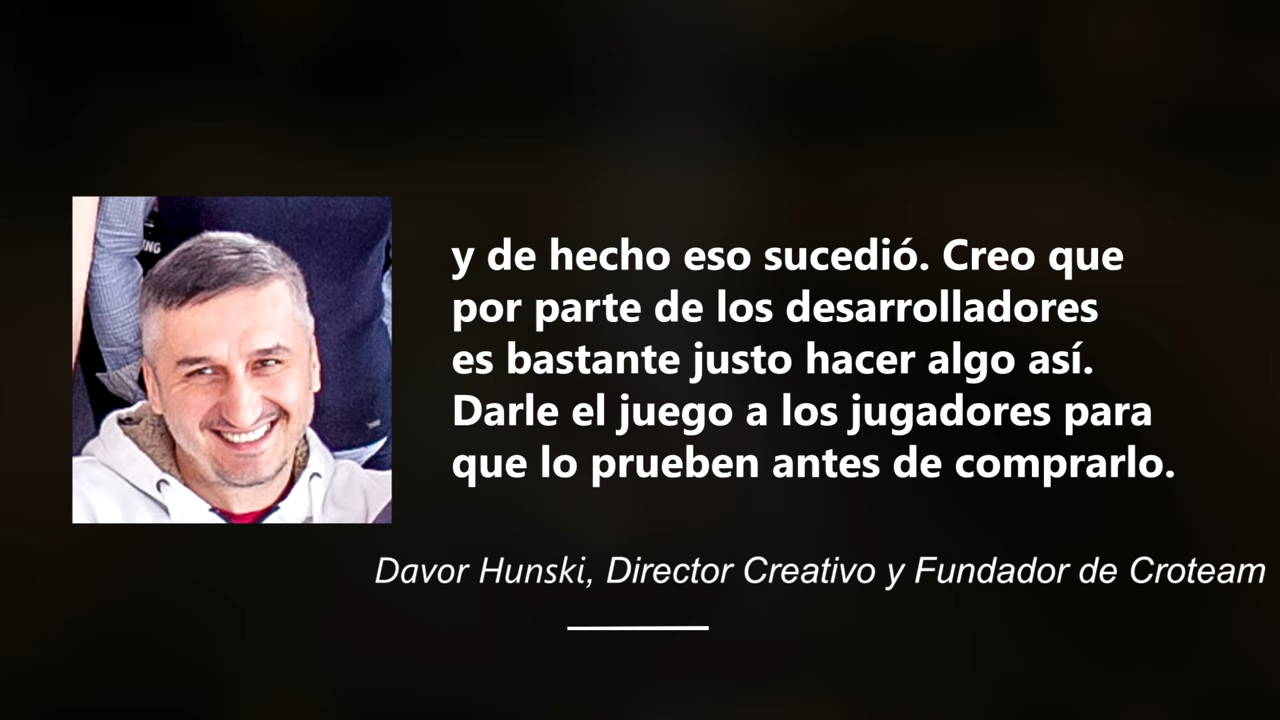 NG
y de hecho eso sucedió. Creo que
por parte de los desarrolladores
es bastante justo hacer algo así.
Darle el juego a los jugadores para
que lo prueben antes de comprarlo.
Davor Hunski, Director Creativo y Fundador de Croteam